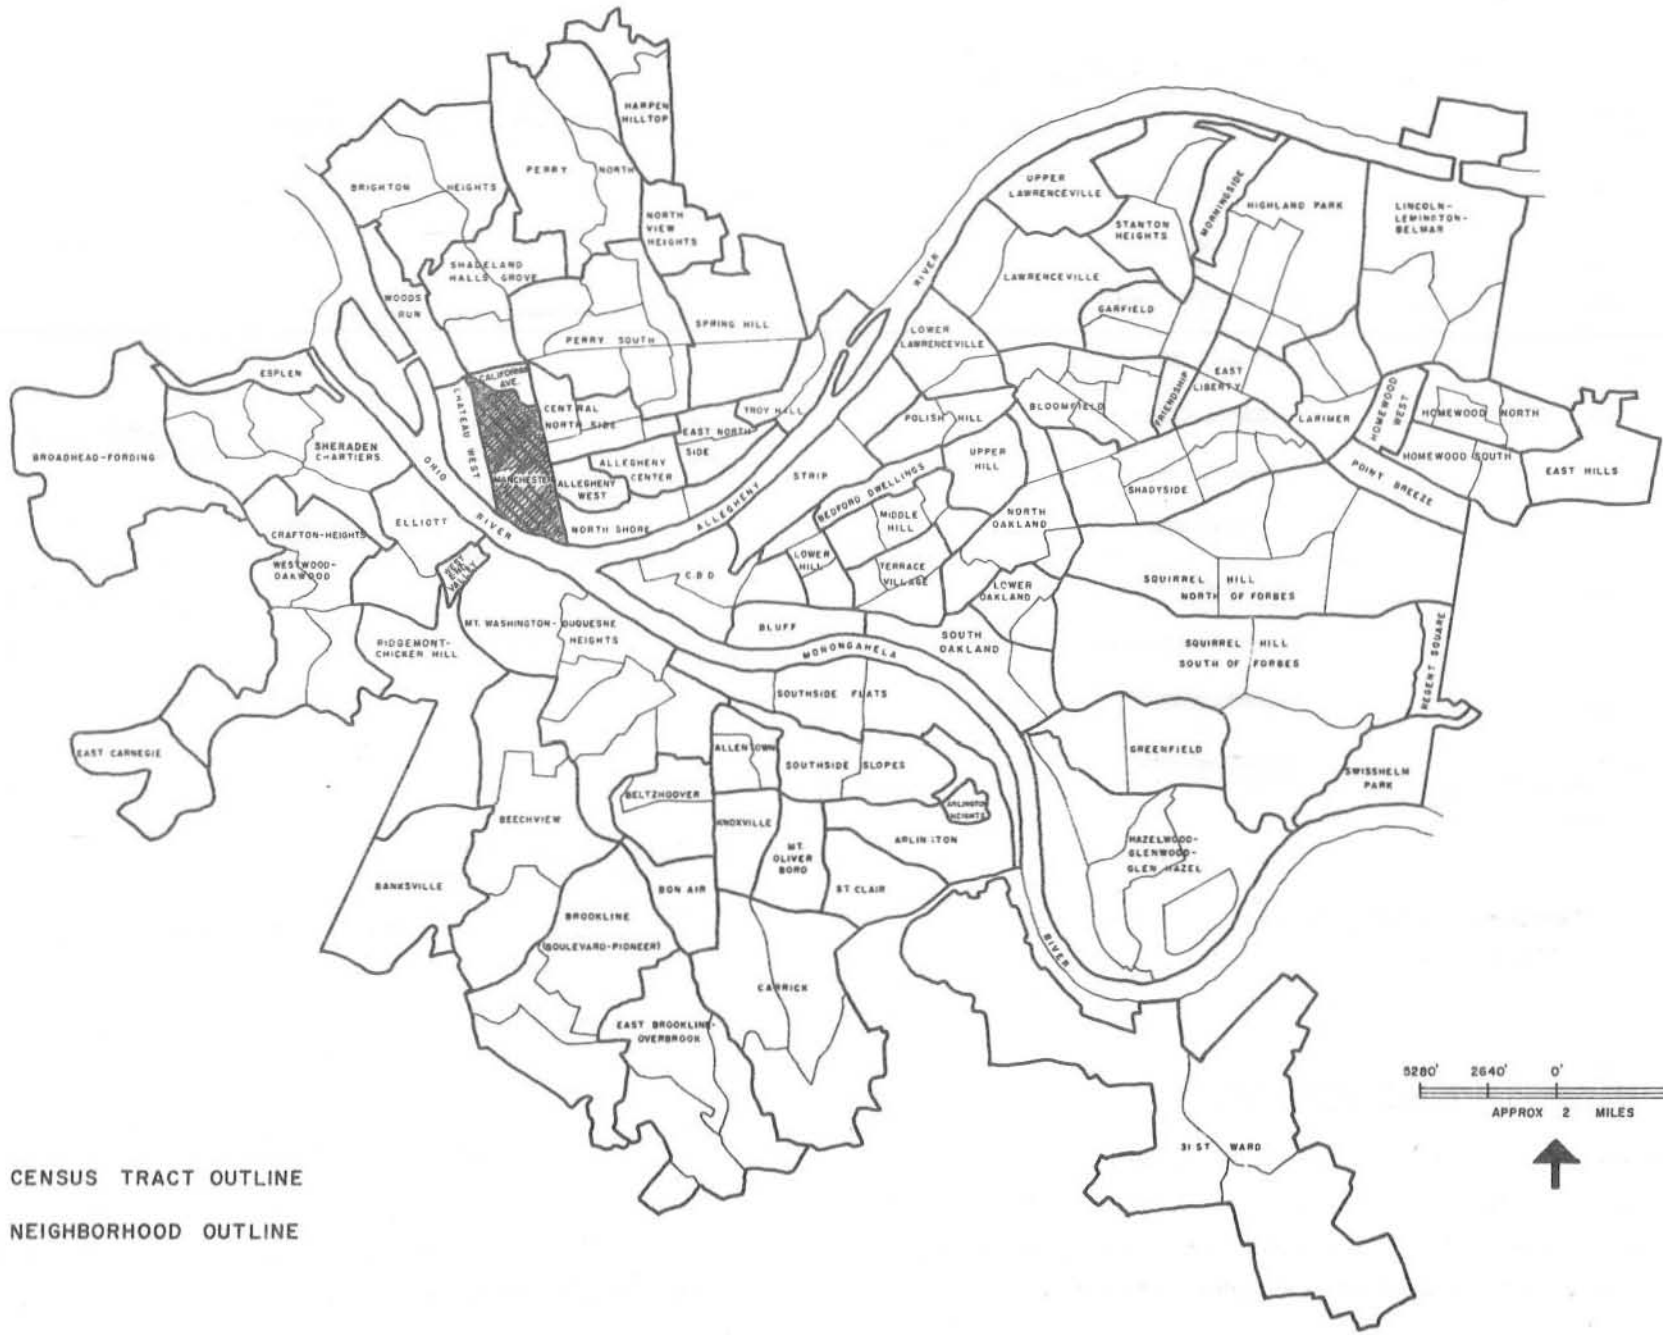 HARPEN
HILLTOP
PERRY
NORTH
BRIGHTON
HEIGHTS
NORTH
VIEW
HEIGHTS
SHADELAND
HALLS GROVE
WOODS
RUN
SPRING HILL
PERRY SOUTH
CALIFORNIA
AVE.
CHATEAU WEST
MANCHESTER
CENTRAL
NORTH SIDE
TROY HILL
EAST NORTH
SIDE
ALLEGHENY
CENTER
ALLEGHENY
WEST
NORTH SHORE
OHIO
RIVER
ALLEGHENY
RIVER
UPPER
LAWRENCEVILLE
STANTON
HEIGHTS
MORNINGSIDE
HIGHLAND PARK
LINCOLN-
LEMINGTON-
BELMAR
LAWRENCEVILLE
GARFIELD
LOWER
LAWRENCEVILLE
EAST
LIBERTY
FRIENDSHIP
BLOOMFIELD
POLISH HILL
LARIMER
HOMEWOOD
WEST
HOMEWOOD NORTH
HOMEWOOD SOUTH
EAST HILLS
POINT BREEZE
SHADYSIDE
UPPER
HILL
STRIP
BEDFORD DWELLINGS
MIDDLE
HILL
NORTH
OAKLAND
LOWER
HILL
TERRACE
VILLAGE
C B D
LOWER
OAKLAND
SQUIRREL HILL
NORTH OF FORBES
BLUFF
SOUTH
OAKLAND
MONONGAHELA
RIVER
SQUIRREL HILL
SOUTH OF FORBES
REGENT SQUARE
ESPLEN
BROADHEAD-FORDING
SHERADEN
CHARTIERS
ELLIOTT
CRAFTON-HEIGHTS
WESTWOOD-
OAKWOOD
WEST
END
VALLEY
MT. WASHINGTON-DUQUESNE
HEIGHTS
RIDGEMONT-
CHICKEN HILL
EAST CARNEGIE
SOUTHSIDE FLATS
ALLENTOWN
SOUTHSIDE SLOPES
GREENFIELD
SWISSHELM
PARK
BELTZHOOVER
ARLINGTON
HEIGHTS
BEECHVIEW
KNOXVILLE
ARLINGTON
MT.
OLIVER
BORO
HAZELWOOD-
GLENWOOD-
GLEN HAZEL
BANKSVILLE
BON AIR
ST. CLAIR
BROOKLINE
(BOULEVARD-PIONEER)
CARRICK
EAST BROOKLINE-
OVERBROOK
31 ST WARD
5280' 2640' 0'
APPROX 2 MILES
CENSUS TRACT OUTLINE
NEIGHBORHOOD OUTLINE